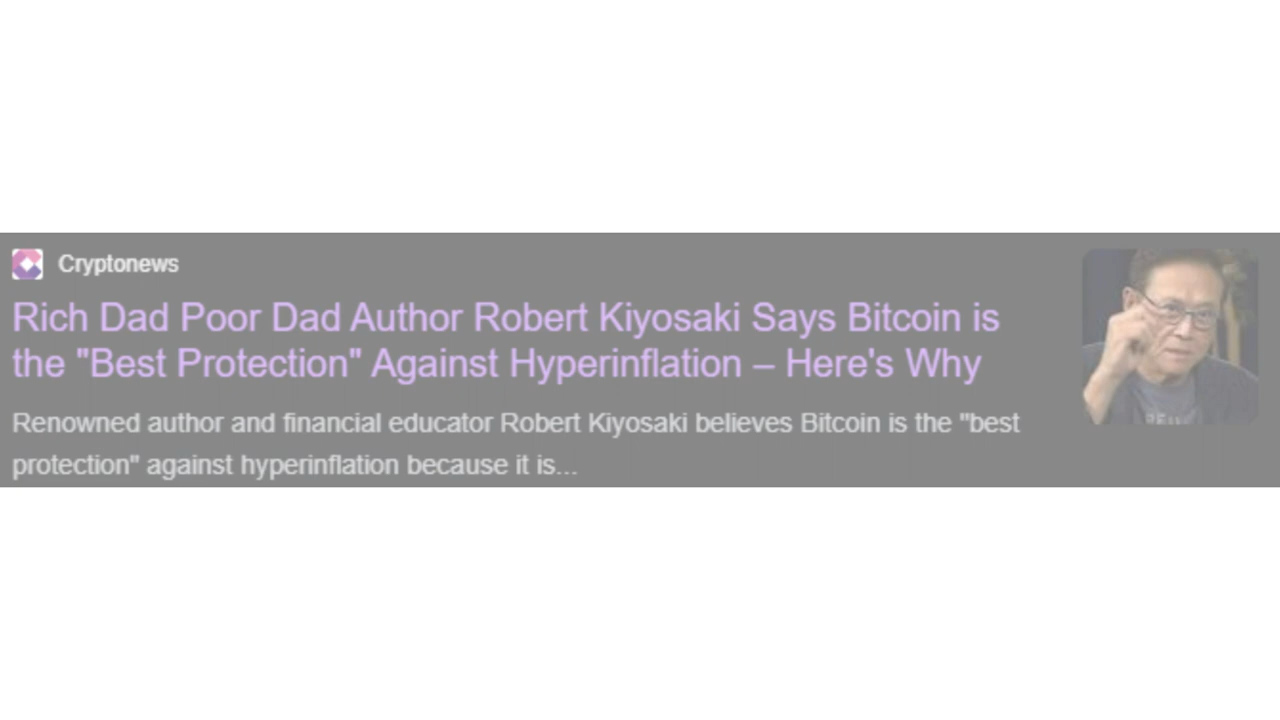 Cryptonews
Rich Dad Poor Dad Author Robert Kiyosaki Says Bitcoin is
the "Best Protection" Against Hyperinflation – Here's Why
Renowned author and financial educator Robert Kiyosaki believes Bitcoin is the "best
protection" against hyperinflation because it is...